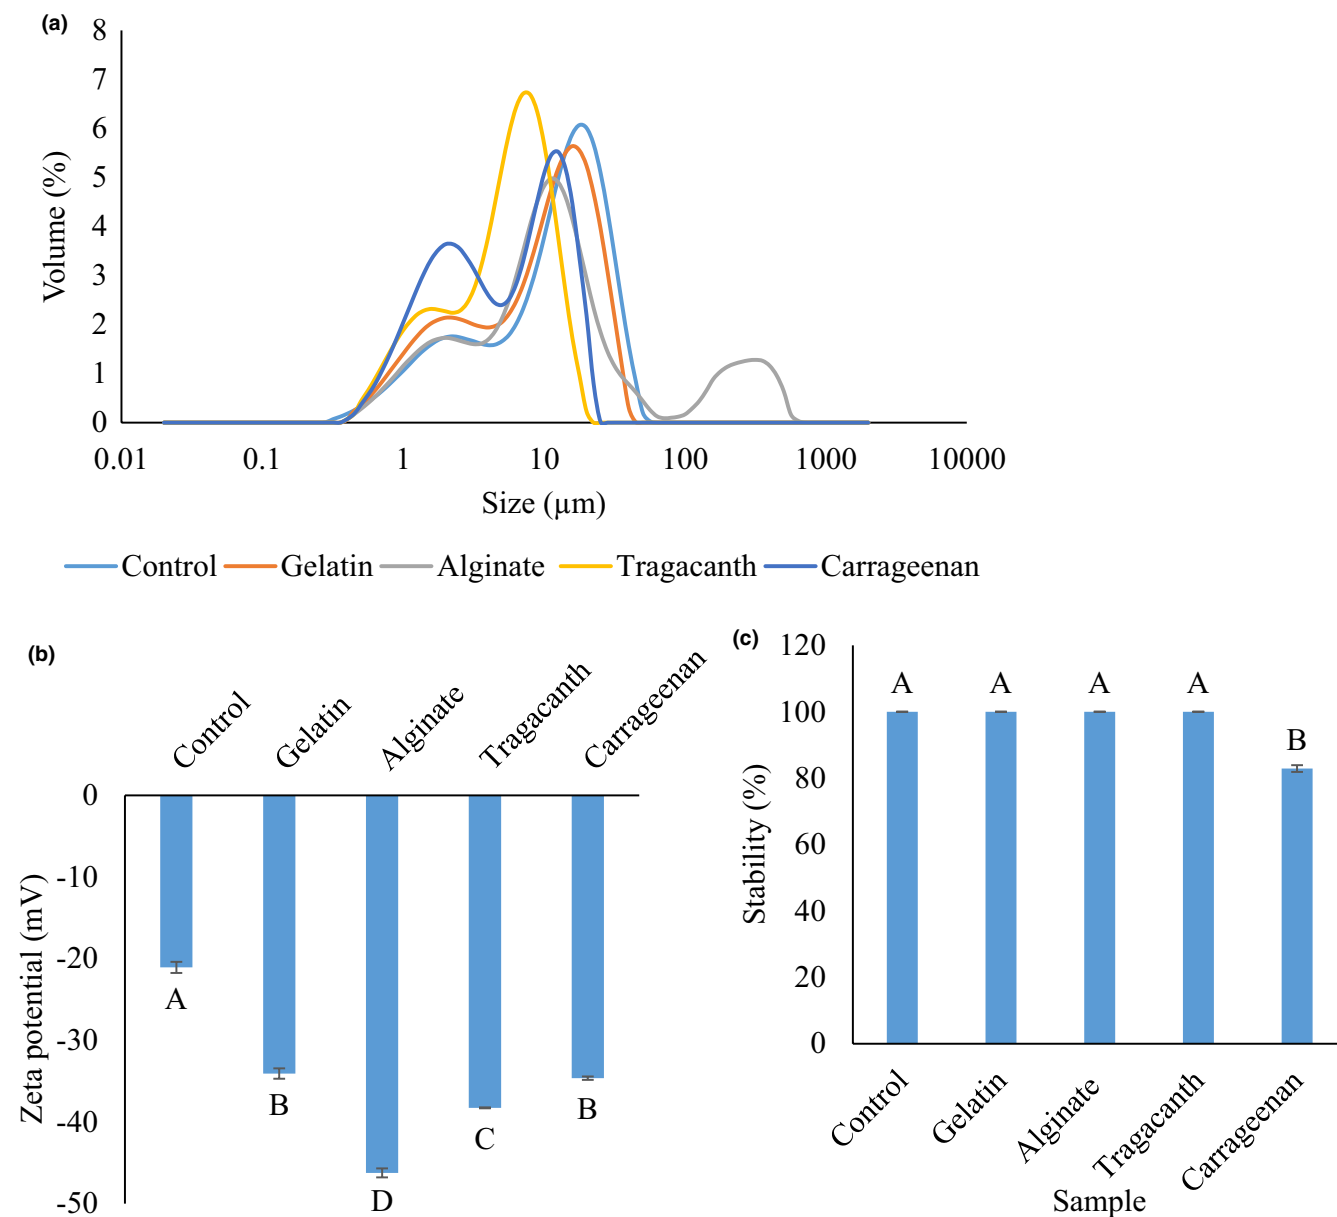 (a)
8
7
6
5
4
3
2
1
0
Volume (%)
0.01 0.1 1 10 100 1000 10000
Size (µm)
Control Gelatin Alginate Tragacanth Carrageenan
(b)
Control Gelatin Alginate Tragacanth Carrageenan
0
-10
-20
-30
-40
-50
Zeta potential (mV)
A B D C B
(c)
120
100
80
60
40
20
0
Stability (%)
A A A A B
Control Gelatin Alginate Tragacanth Carrageenan
Sample